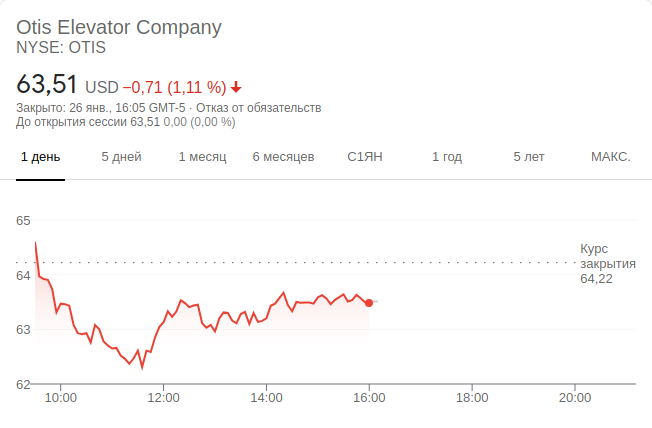 Otis Elevator Company
NYSE: OTIS
63,51 USD −0,71 (1,11 %)
Закрыто: 26 янв., 16:05 GMT-5 · Отказ от обязательств
До открытия сессии 63,51 0,00 (0,00 %)
1 день 5 дней 1 месяц 6 месяцев С1ЯН 1 год 5 лет МАКС.
65
Курс
закрытия
64,22
64
63
62
10:00 12:00 14:00 16:00 18:00 20:00